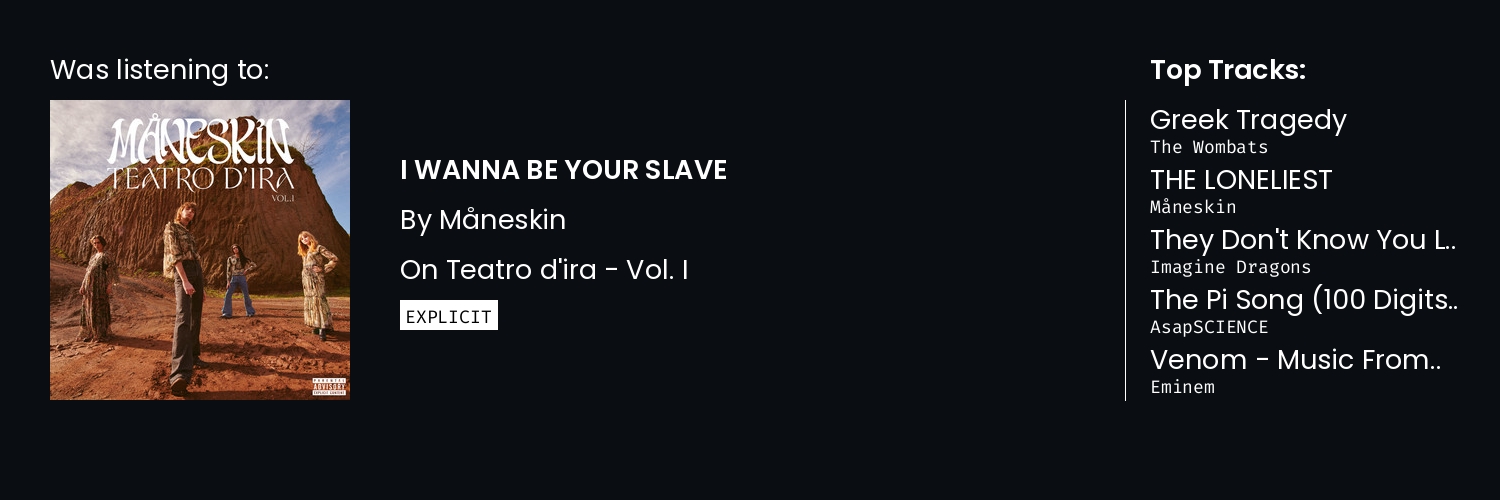 Was listening to:
MÅNESKIN
TEATRO D'IRA
VOL.I
PARENTAL
ADVISORY
EXPLICIT CONTENT
I WANNA BE YOUR SLAVE
By Måneskin
On Teatro d'ira - Vol. I
EXPLICIT
Top Tracks:
Greek Tragedy
The Wombats
THE LONELIEST
Måneskin
They Don't Know You L..
Imagine Dragons
The Pi Song (100 Digits..
AsapSCIENCE
Venom - Music From..
Eminem